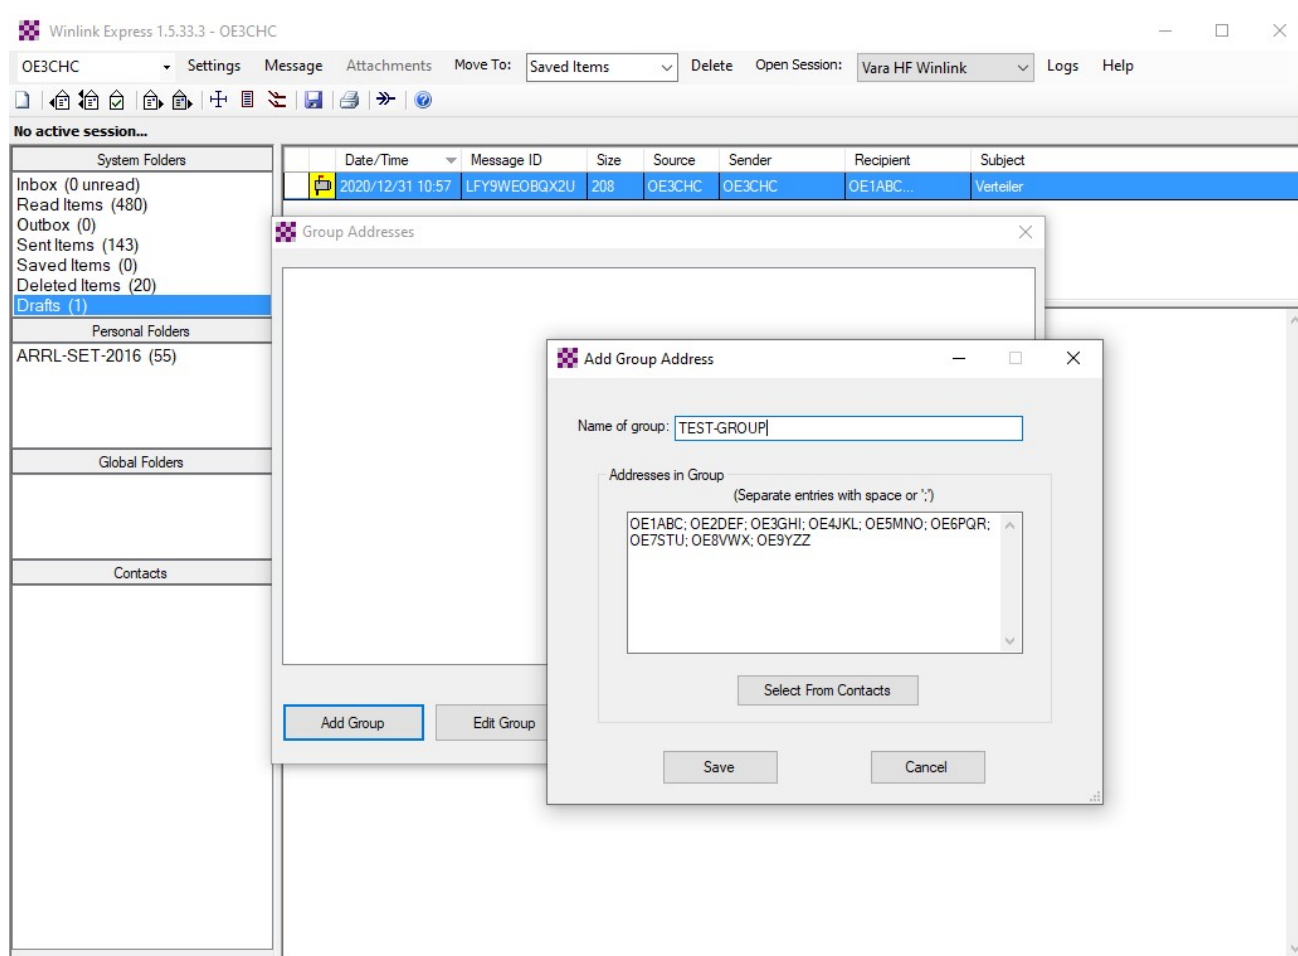 Winlink Express 1.5.33.3 - OE3CHC
OE3CHC Settings Message Attachments Move To: Saved Items Delete Open Session: Vara HF Winlink Logs Help
No active session...
System Folders
Inbox (0 unread)
Read Items (480)
Outbox (0)
Sent Items (143)
Saved Items (0)
Deleted Items (20)
Drafts (1)
Personal Folders
ARRL-SET-2016 (55)
Global Folders
Contacts
Date/Time Message ID Size Source Sender Recipient Subject
2020/12/31 10:57 LFY9WEOBQX2U 208 OE3CHC OE3CHC OE1ABC... Verteiler
Group Addresses
Add Group Edit Group
Add Group Address
Name of group: TEST-GROUP
Addresses in Group
(Separate entries with space or ';')
OE1ABC; OE2DEF; OE3GHI; OE4JKL; OE5MNO; OE6PQR;
OE7STU; OE8VWX; OE9YZZ
Select From Contacts
Save Cancel